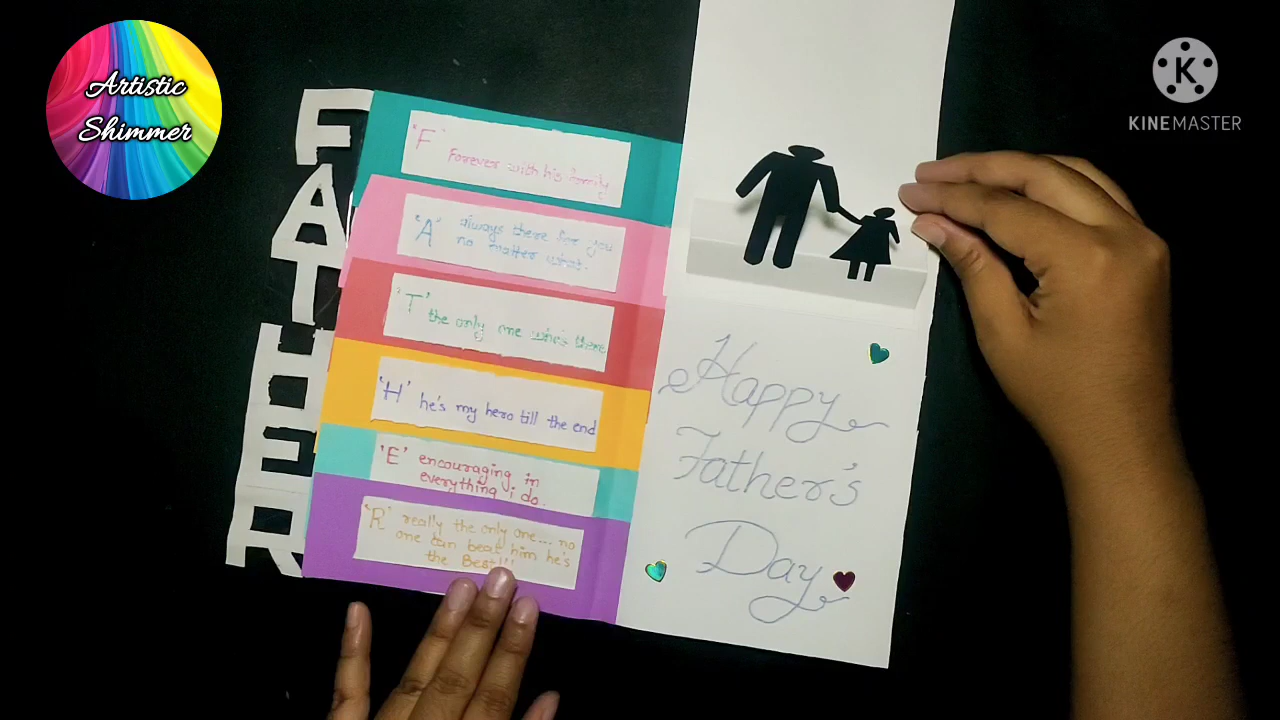 Artistic
Shimmer
K
KINEMASTER
FATHER
'F' Forever with his family
'A' always there for you
no matter what.
'T' the only one who's there
'H' he's my hero till the end
'E' encouraging in
everything i do.
'R' really the only one... no
one can beat him he's
the Best!!!
Happy
Father's
Day